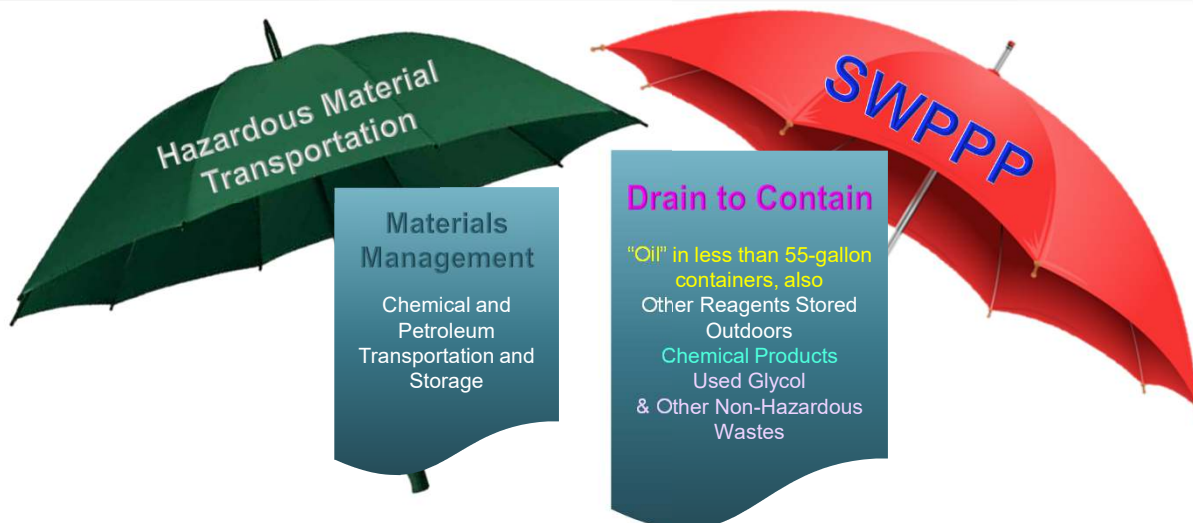 Hazardous Material
Transportation
Materials
Management
Chemical and
Petroleum
Transportation and
Storage
SWPPP
Drain to Contain
“Oil” in less than 55-gallon
containers, also
Other Reagents Stored
Outdoors
Chemical Products
Used Glycol
& Other Non-Hazardous
Wastes